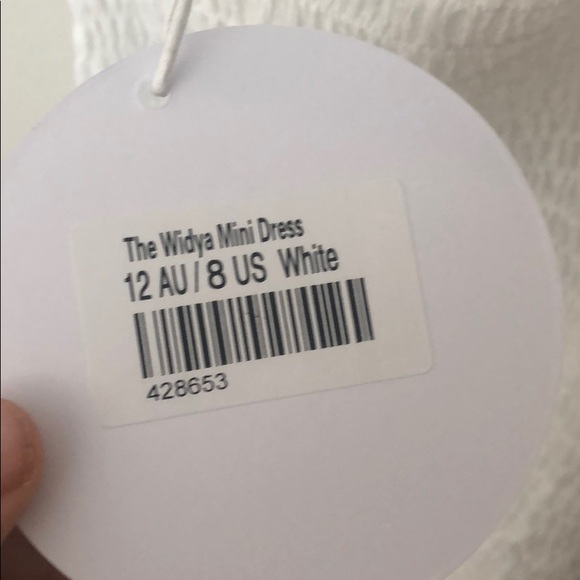 The Widya Mini Dress
12 AU / 8 US White
428653